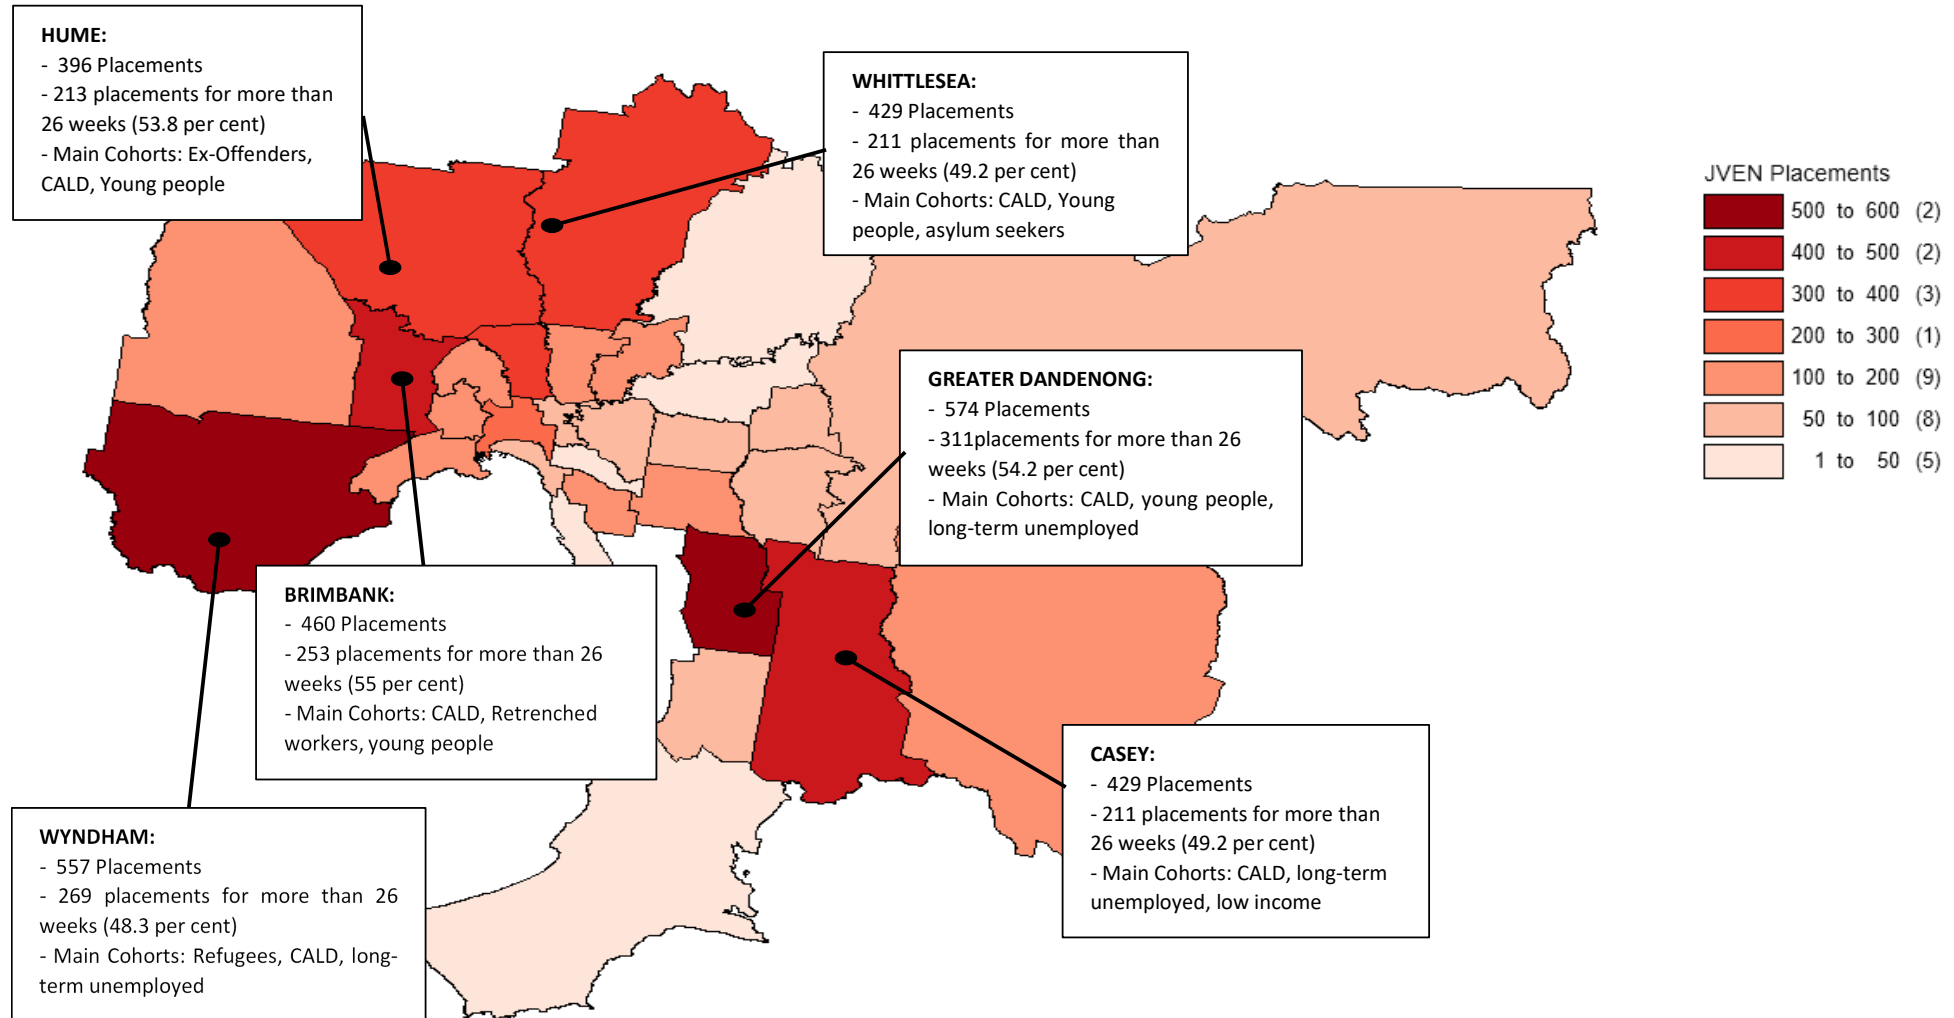 HUME:
- 396 Placements
- 213 placements for more than
26 weeks (53.8 per cent)
- Main Cohorts: Ex-Offenders,
CALD, Young people
WHITTLESEA:
- 429 Placements
- 211 placements for more than
26 weeks (49.2 per cent)
- Main Cohorts: CALD, Young
people, asylum seekers
JVEN Placements
500 to 600 (2)
400 to 500 (2)
300 to 400 (3)
200 to 300 (1)
100 to 200 (9)
50 to 100 (8)
1 to 50 (5)
GREATER DANDENONG:
- 574 Placements
- 311placements for more than 26
weeks (54.2 per cent)
- Main Cohorts: CALD, young people,
long-term unemployed
BRIMBANK:
- 460 Placements
- 253 placements for more than 26
weeks (55 per cent)
- Main Cohorts: CALD, Retrenched
workers, young people
CASEY:
- 429 Placements
- 211 placements for more than
26 weeks (49.2 per cent)
- Main Cohorts: CALD, long-term
unemployed, low income
WYNDHAM:
- 557 Placements
- 269 placements for more than 26
weeks (48.3 per cent)
- Main Cohorts: Refugees, CALD, long-
term unemployed